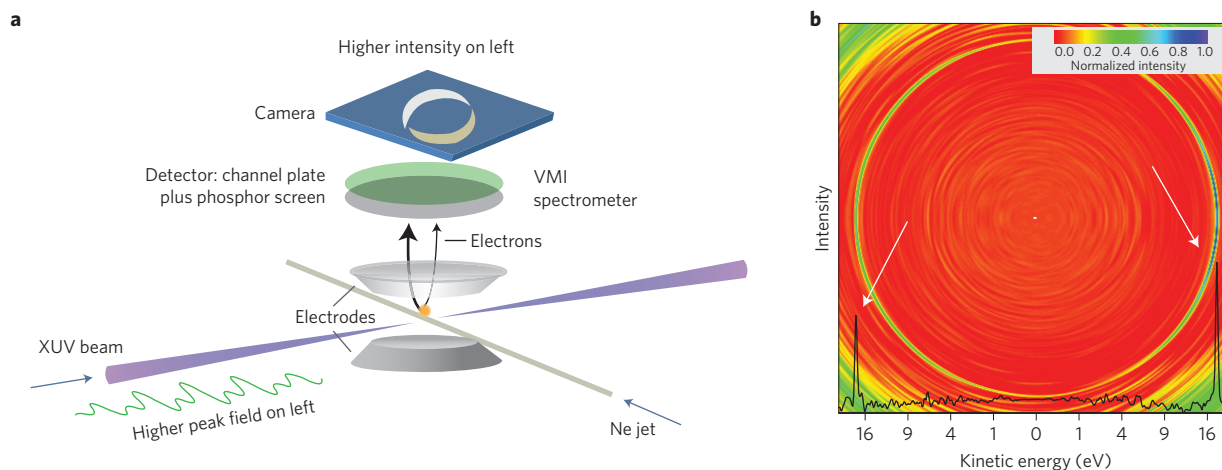 a
Higher intensity on left
Camera
Detector: channel plate
plus phosphor screen
VMI
spectrometer
Electrons
Electrodes
XUV beam
Higher peak field on left
Ne jet
b
0.0 0.2 0.4 0.6 0.8 1.0
Normalized intensity
Intensity
16 9 4 1 0 1 4 9 16
Kinetic energy (eV)